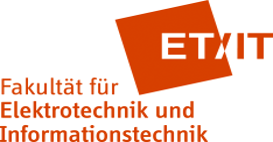 ET/IT
Fakultät für
Elektrotechnik und
Informationstechnik